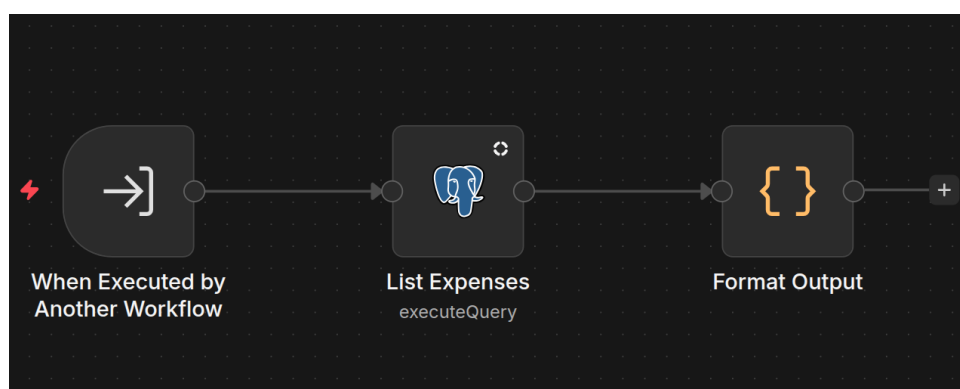 When Executed by
Another Workflow
List Expenses
executeQuery
Format Output